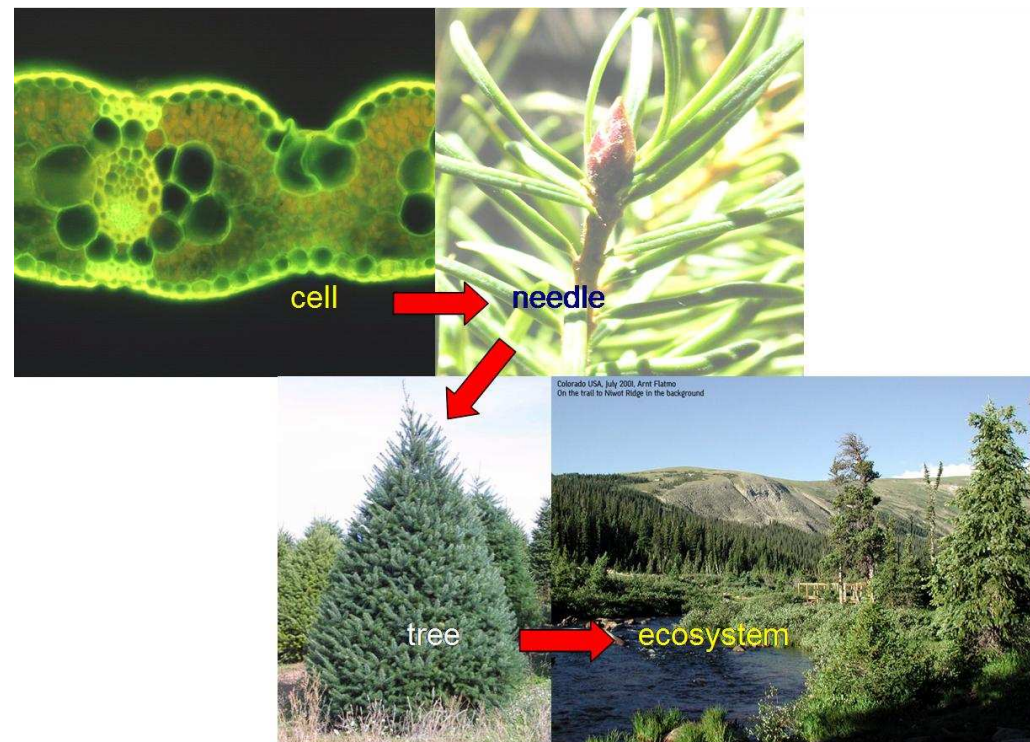 cell
needle
Colorado USA, July 2001, Arnt Flatmo
On the trail to Niwot Ridge in the background
tree
ecosystem